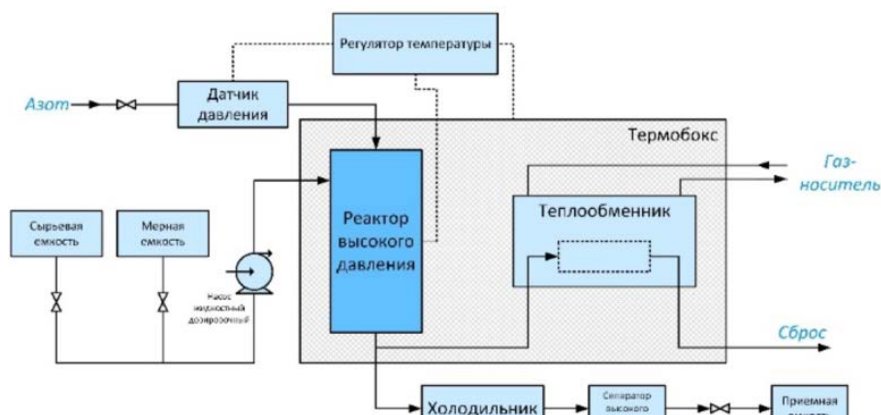 Регулятор температуры
Азот
Датчик
давления
Термобокс
Газ-
носитель
Реактор
высокого
давления
Теплообменник
Сырьевая
емкость
Мерная
емкость
Насос
жидкостный
дозировочный
Сброс
Холодильник
Сепаратор
высокого
Приемная